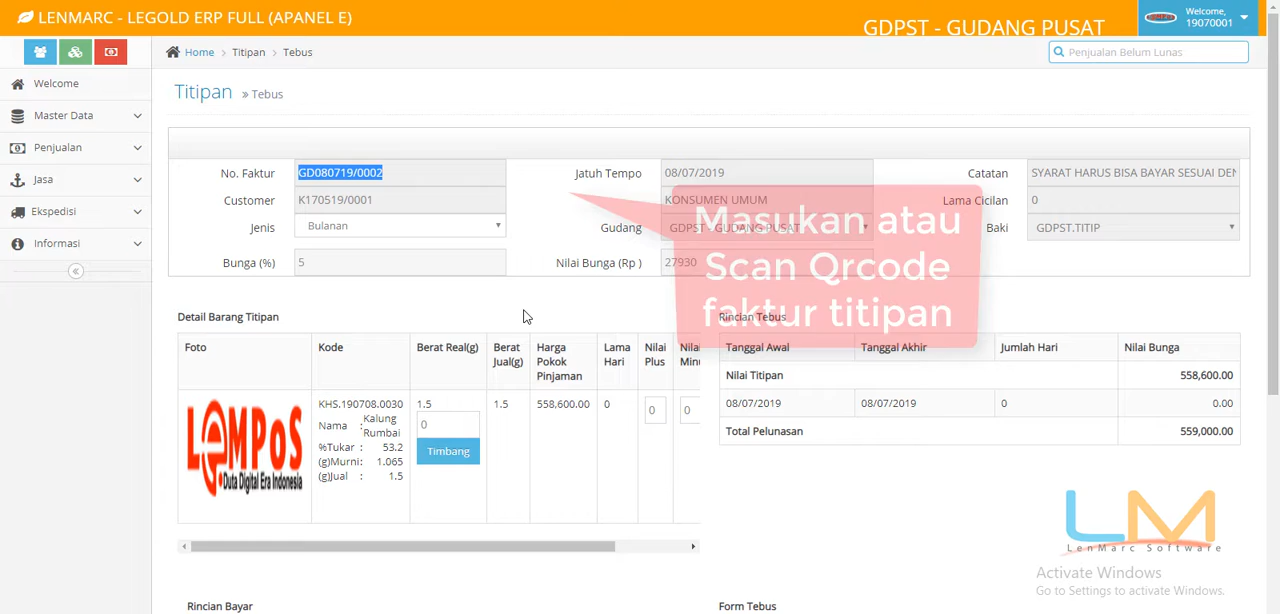 LENMARC - LEGOLD ERP FULL (APANEL E)
GDPST - GUDANG PUSAT
Welcome,
19070001
Home > Titipan > Tebus
Penjualan Belum Lunas
Welcome
Master Data
Penjualan
Jasa
Ekspedisi
Informasi
Titipan » Tebus
No. Faktur GD080719/0002 Jatuh Tempo 08/07/2019 Catatan SYARAT HARUS BISA BAYAR SESUAI DEN
Customer K170519/0001 KONSUMEN UMUM Lama Cicilan 0
Jenis Bulanan Gudang GDPST - GUDANG PUSAT Baki GDPST.TITIP
Bunga (%) 5 Nilai Bunga (Rp ) 27930
Masukan atau
Scan Qrcode
faktur titipan
Detail Barang Titipan
Foto Kode Berat Real(g) Berat Jual(g) Harga Pokok Pinjaman Lama Hari Nilai Plus Nilai Minu
KHS.190708.0030 1.5 1.5 558,600.00 0 0 0
Nama : Kalung Rumbai 0
%Tukar : 53.2 Timbang
(g)Murni: 1.065
(g)Jual : 1.5
LEMPOS
Duta Digital Era Indonesia
Rincian Tebus
Tanggal Awal Tanggal Akhir Jumlah Hari Nilai Bunga
Nilai Titipan 558,600.00
08/07/2019 08/07/2019 0 0.00
Total Pelunasan 559,000.00
LM
LenMarc Software
Activate Windows
Go to Settings to activate Windows.
Rincian Bayar
Form Tebus